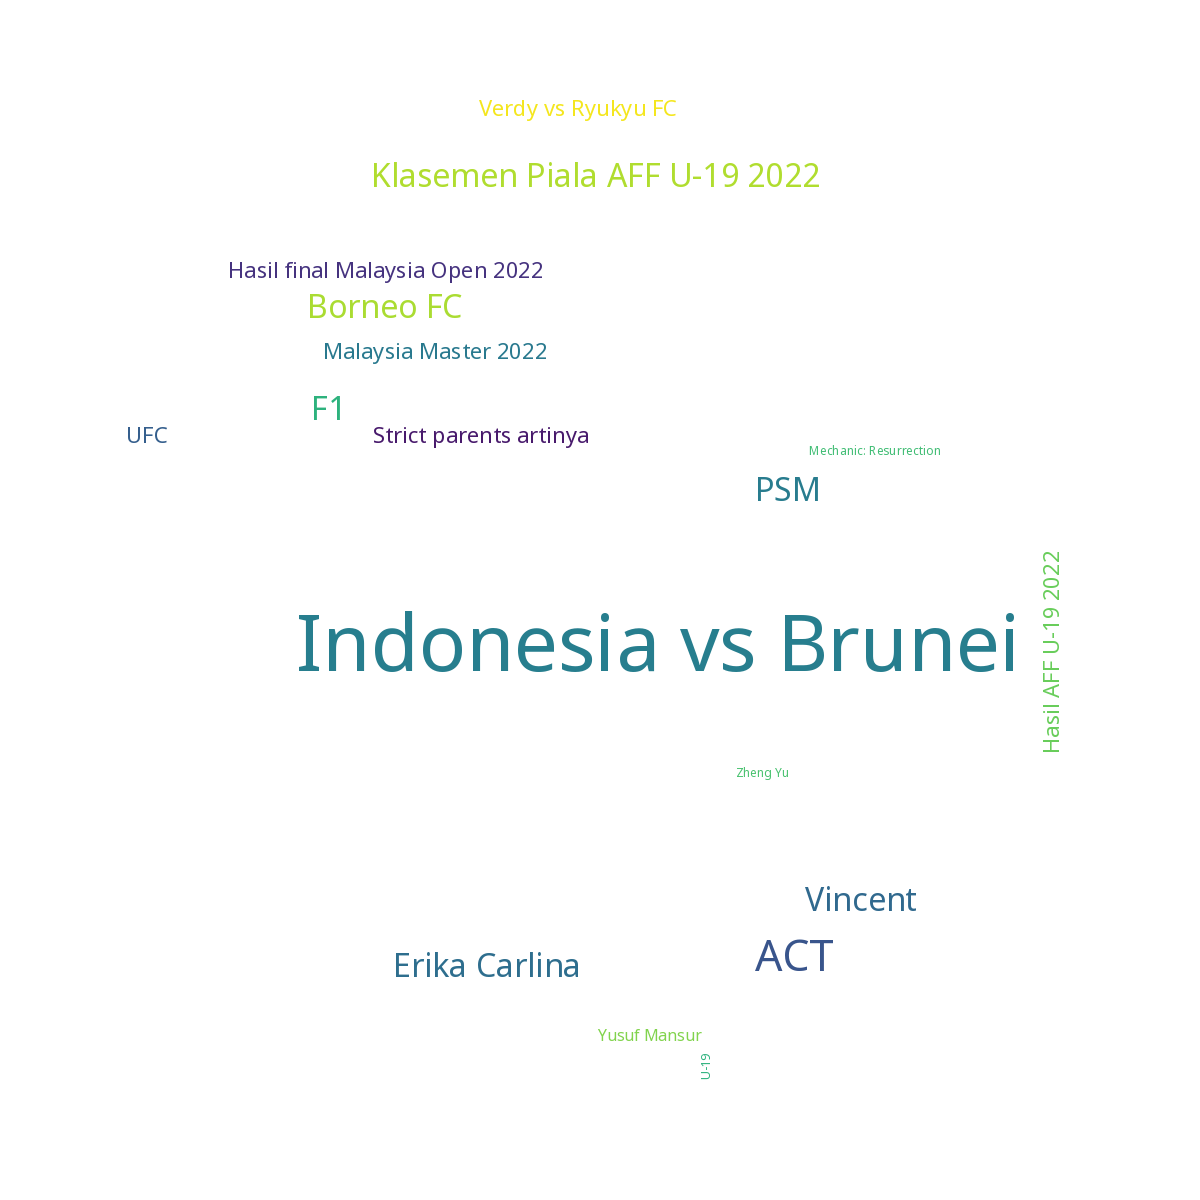 Verdy vs Ryukyu FC
Klasemen Piala AFF U-19 2022
Hasil final Malaysia Open 2022
Borneo FC
Malaysia Master 2022
F1
UFC
Strict parents artinya
Mechanic: Resurrection
PSM
Hasil AFF U-19 2022
Indonesia vs Brunei
Zheng Yu
Vincent
ACT
Erika Carlina
Yusuf Mansur
U-19